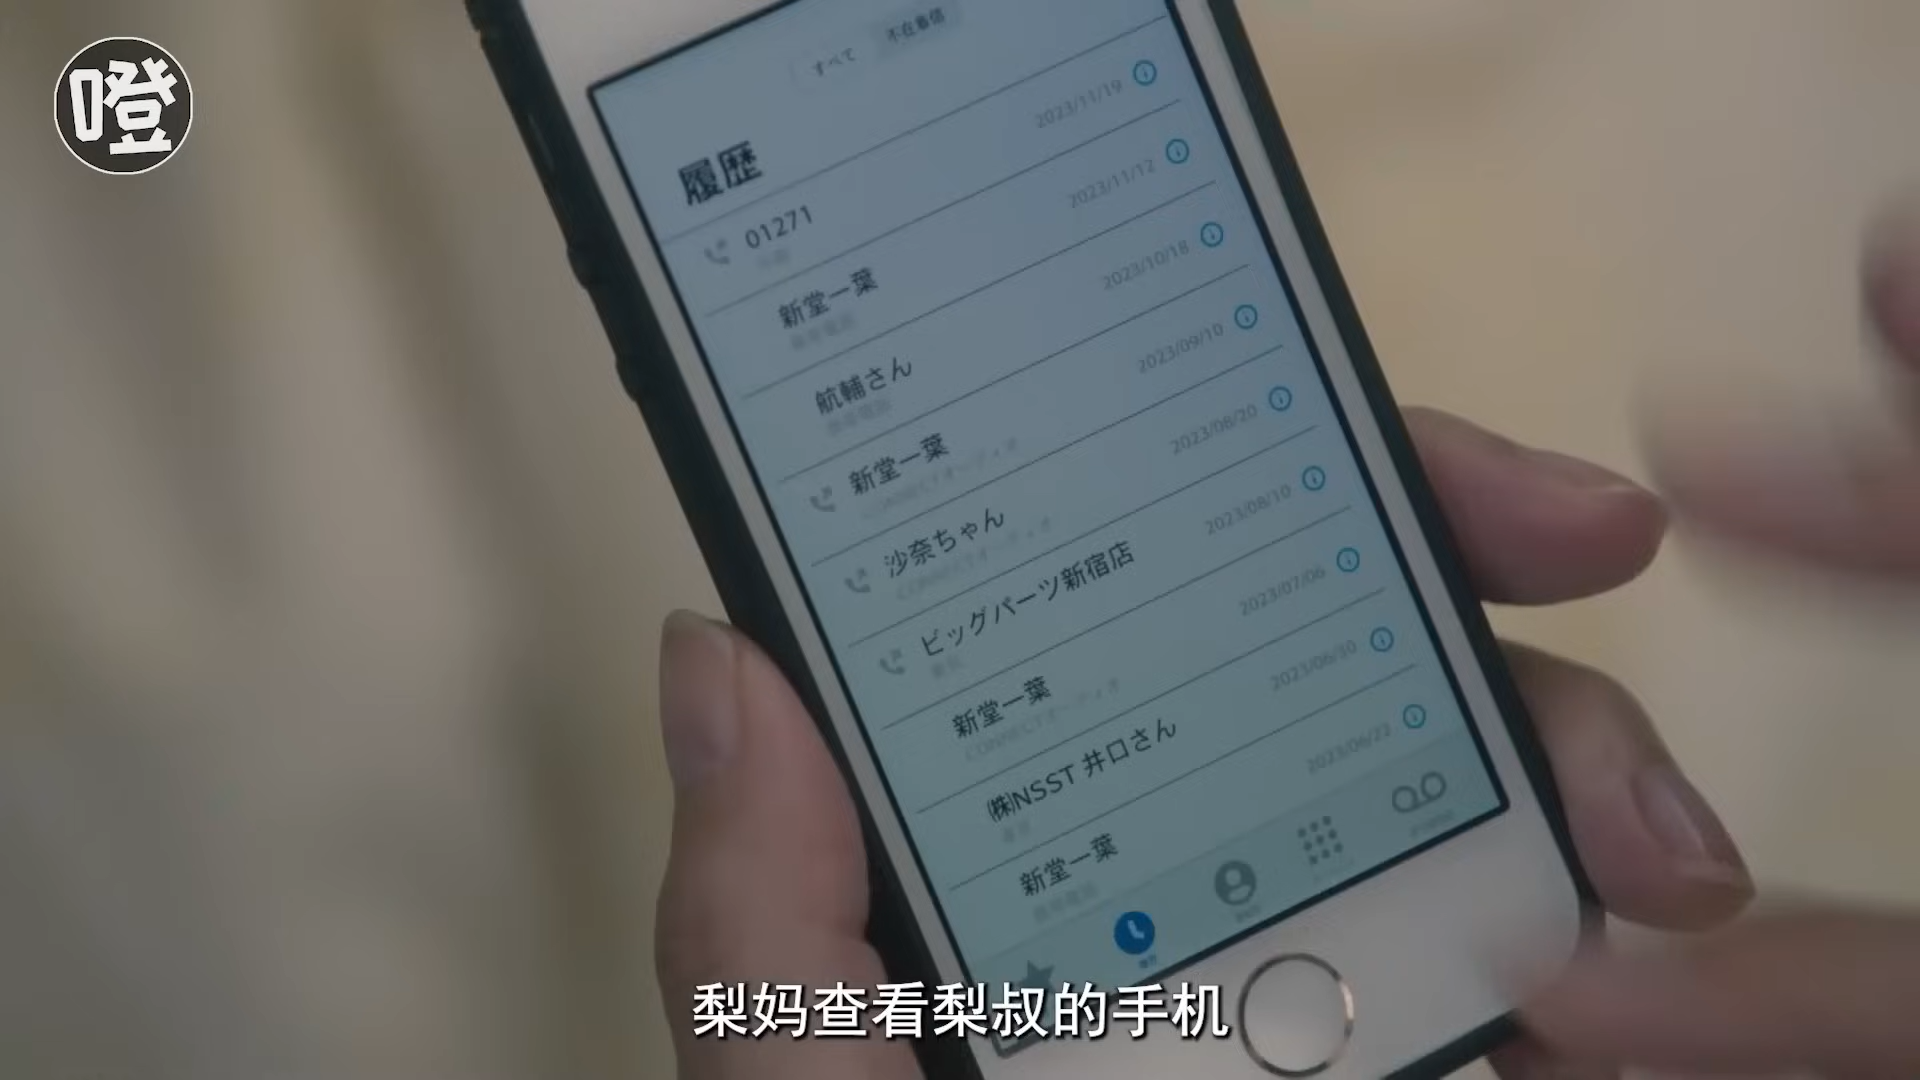 噔
すべて 不在着信
履歴
01271 2023/11/19
新堂一葉 2023/11/12
航輔さん 2023/10/18
新堂一葉 2023/09/10
沙奈ちゃん 2023/08/20
ビッグパーツ新宿店 2023/08/10
新堂一葉 2023/07/06
㈱NSST 井口さん 2023/06/30
新堂一葉 2023/06/22
梨妈查看梨叔的手机